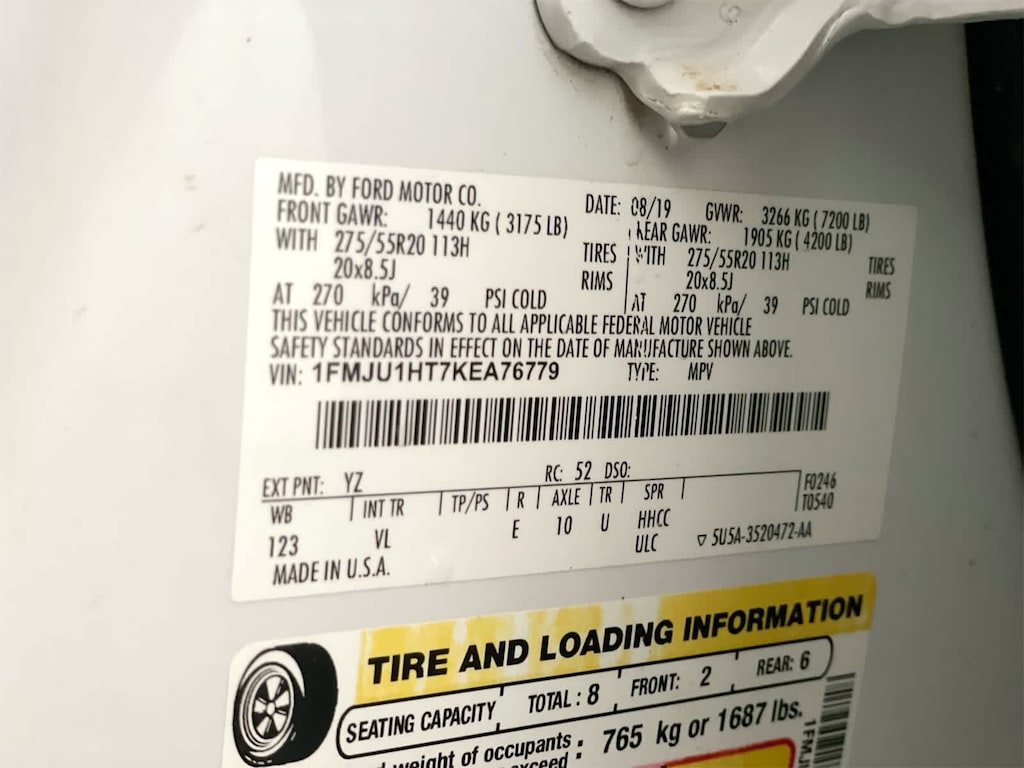 MFD. BY FORD MOTOR CO.
DATE: 08/19 GVWR: 3266 KG ( 7200 LB)
FRONT GAWR: 1440 KG ( 3175 LB)
REAR GAWR: 1905 KG ( 4200 LB)
WITH 275/55R20 113H TIRES
WITH 275/55R20 113H TIRES
20x8.5J RIMS
20x8.5J RIMS
AT 270 kPa/ 39 PSI COLD
AT 270 kPa/ 39 PSI COLD
THIS VEHICLE CONFORMS TO ALL APPLICABLE FEDERAL MOTOR VEHICLE
SAFETY STANDARDS IN EFFECT ON THE DATE OF MANUFACTURE SHOWN ABOVE.
VIN: 1FMJU1HT7KEA76779 TYPE: MPV
EXT PNT: YZ RC: 52 DSO:
WB INT TR TP/PS R AXLE TR SPR F0246
T0540
123 VL E 10 U HHCC
ULC ▽ 5U5A-3520472-AA
MADE IN U.S.A.
TIRE AND LOADING INFORMATION
SEATING CAPACITY TOTAL : 8 FRONT: 2 REAR: 6
weight of occupants : 765 kg or 1687 lbs.
exceed
1FMJ